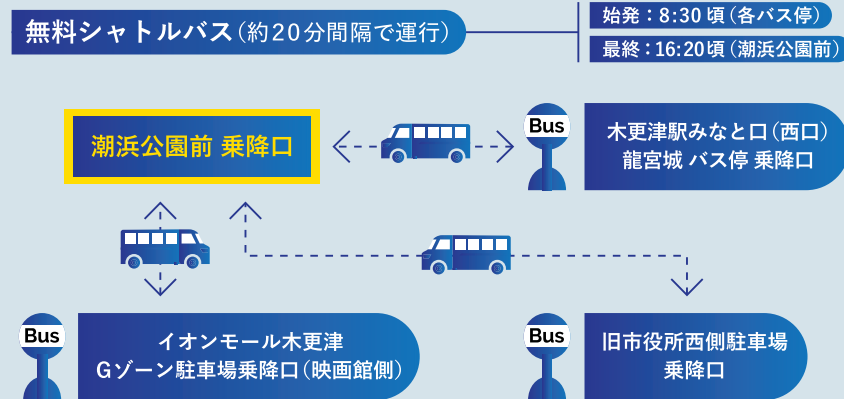 無料シャトルバス(約20分間隔で運行)
始発:8:30頃(各バス停)
最終:16:20頃(潮浜公園前)
潮浜公園前 乗降口
Bus
木更津駅みなと口(西口)
龍宮城 バス停 乗降口
Bus
イオンモール木更津
Gゾーン駐車場乗降口(映画館側)
Bus
旧市役所西側駐車場
乗降口